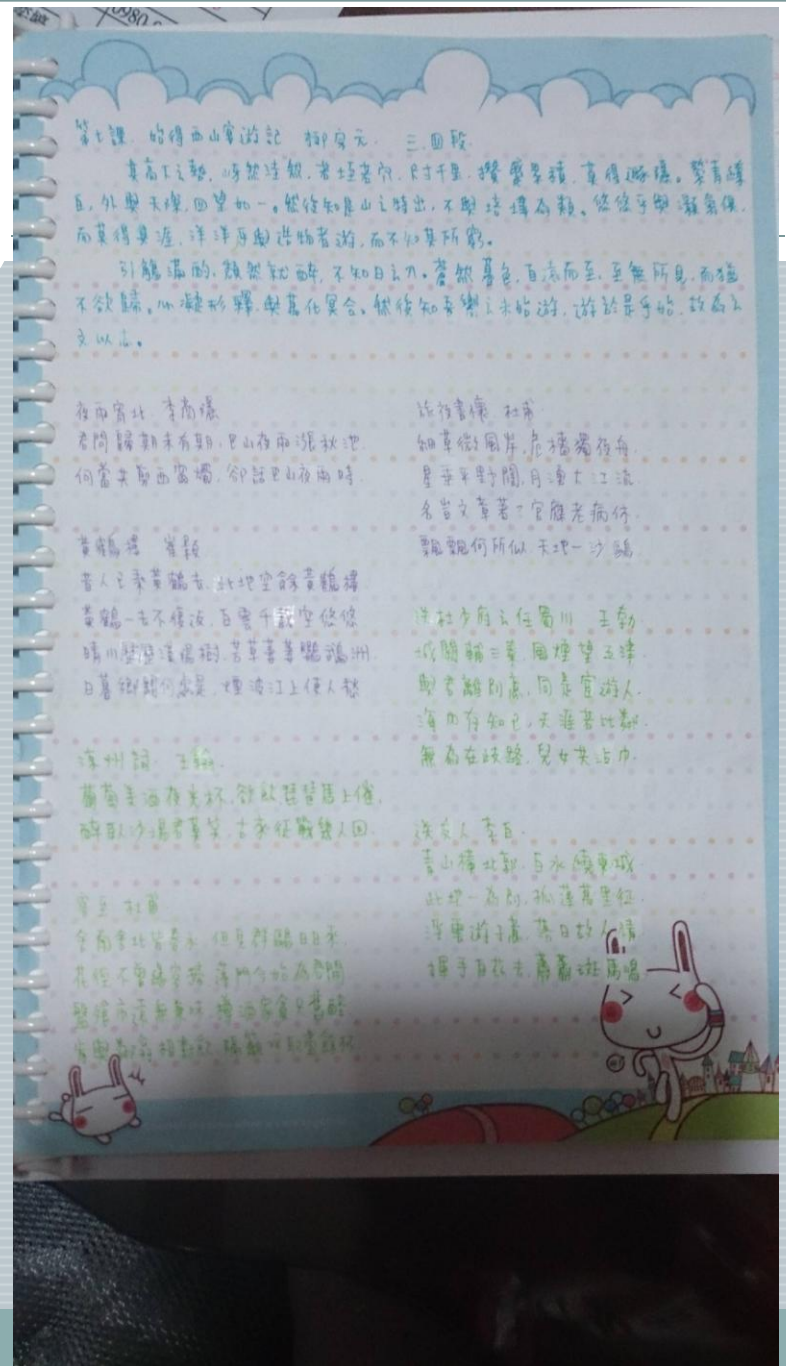 第七課 始得西山宴遊記 柳宗元 三.四段
其高下之勢,岈然洼然,若垤若穴,尺寸千里,攢蹙累積,莫得遯隱。縈青繚
白,外與天際,四望如一。然後知是山之特出,不與培塿為類。悠悠乎與灝氣俱,
而莫得其涯,洋洋乎與造物者遊,而不知其所窮。
引觴滿酌,頹然就醉,不知日之入。蒼然暮色,自遠而至,至無所見,而猶
不欲歸。心凝形釋,與萬化冥合。然後知吾嚮之未始遊,遊於是乎始,故為之
文以志。
夜雨寄北 李商隱
君問歸期未有期,巴山夜雨漲秋池.
何當共剪西窗燭,卻話巴山夜雨時.
黃鶴樓 崔顥
昔人已乘黃鶴去,此地空餘黃鶴樓
黃鶴一去不復返,白雲千載空悠悠
晴川歷歷漢陽樹,芳草萋萋鸚鵡洲.
日暮鄉關何處是,煙波江上使人愁
涼州詞 王翰.
葡萄美酒夜光杯,欲飲琵琶馬上催,
醉臥沙場君莫笑,古來征戰幾人回.
客至 杜甫
舍南舍北皆春水,但見群鷗日日來.
花徑不曾緣客掃 蓬門今始為君開
盤飧市遠無兼味 樽酒家貧只舊醅
肯與鄰翁相對飲,隔籬呼取盡餘杯
旅夜書懷 杜甫
細草微風岸,危檣獨夜舟.
星垂平野闊,月湧大江流
名豈文章著?官應老病休.
飄飄何所似 天地一沙鷗
送杜少府之任蜀川 王勃
城闕輔三秦,風煙望五津.
與君離別意,同是宦遊人.
海內存知己,天涯若比鄰.
無為在歧路,兒女共沾巾.
送友人 李白.
青山橫北郭,白水繞東城
此地一為別,孤蓬萬里征
浮雲遊子意,落日故人情
揮手自茲去,蕭蕭班馬鳴